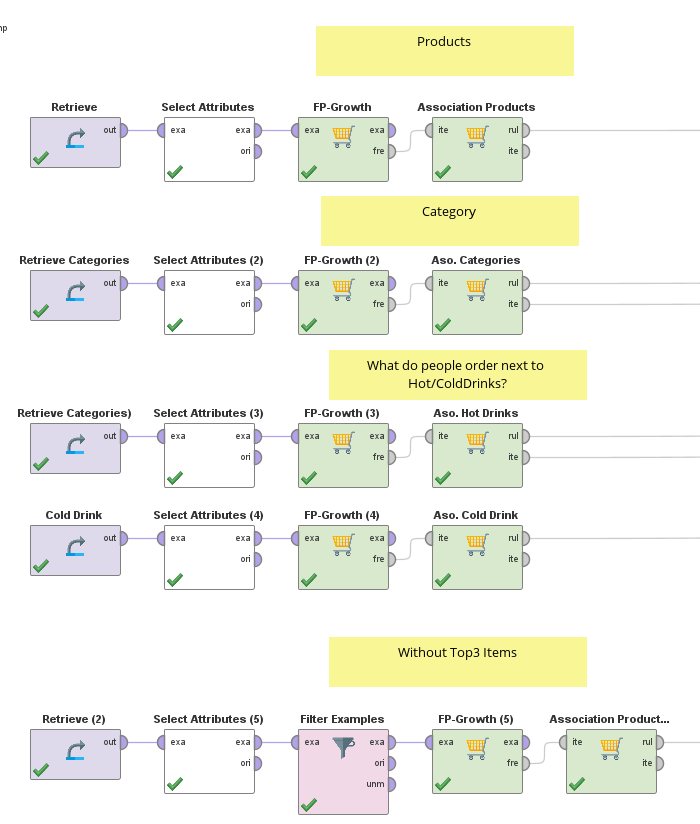 np
Products
Retrieve
Select Attributes
FP-Growth
Association Products
out
exa
exa
exa
exa
ite
rul
ori
fre
ite
Category
Retrieve Categories
Select Attributes (2)
FP-Growth (2)
Aso. Categories
out
exa
exa
exa
exa
ite
rul
ori
fre
ite
What do people order next to
Hot/ColdDrinks?
Retrieve Categories)
Select Attributes (3)
FP-Growth (3)
Aso. Hot Drinks
out
exa
exa
exa
exa
ite
rul
ori
fre
ite
Cold Drink
Select Attributes (4)
FP-Growth (4)
Aso. Cold Drink
out
exa
exa
exa
exa
ite
rul
ori
fre
ite
Without Top3 Items
Retrieve (2)
Select Attributes (5)
Filter Examples
FP-Growth (5)
Association Product...
out
exa
exa
exa
exa
exa
exa
ite
rul
ori
ori
fre
ite
unm